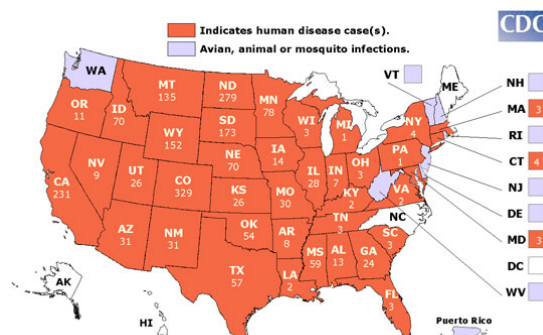 Indicates human disease case(s).
Avian, animal or mosquito infections.
CDC
WA
MT
135
ND
279
MN
78
VT
ME
NH
OR
11
ID
70
WY
152
SD
173
WI
3
MI
1
NY
4
MA 3
RI
NV
9
UT
26
CO
329
NE
70
IA
14
IL
28
IN
7
OH
3
PA
1
CT 4
NJ
CA
231
KS
26
MO
30
KY
2
VA
2
DE
AZ
31
NM
31
OK
54
AR
8
TN
3
NC
MD 3
SC
3
DC
TX
57
LA
2
MS
59
AL
13
GA
24
WV
AK
HI
FL
3
Puerto Rico